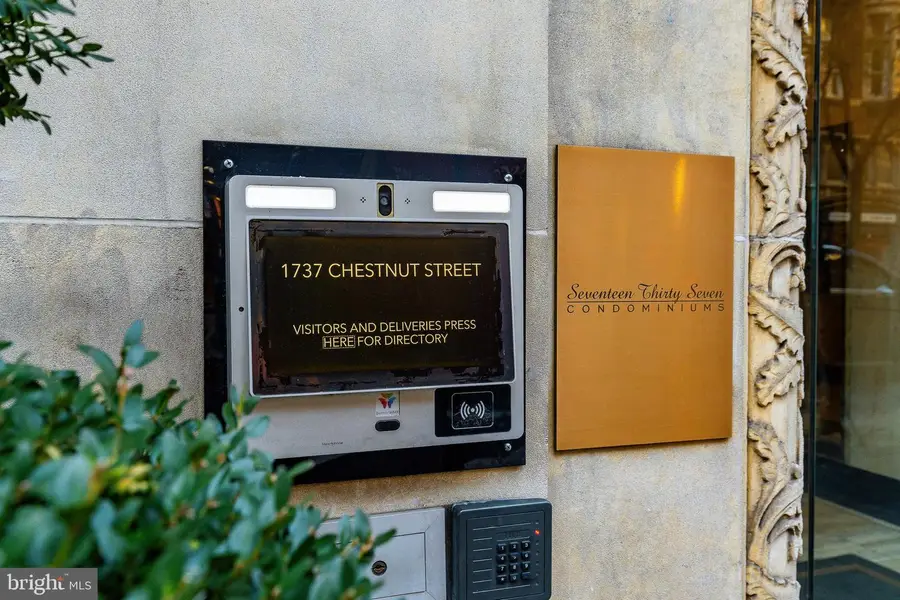 1737 CHESTNUT STREET
VISITORS AND DELIVERIES PRESS
HERE FOR DIRECTORY
Seventeen Thirty Seven
CONDOMINIUMS
bright MLS